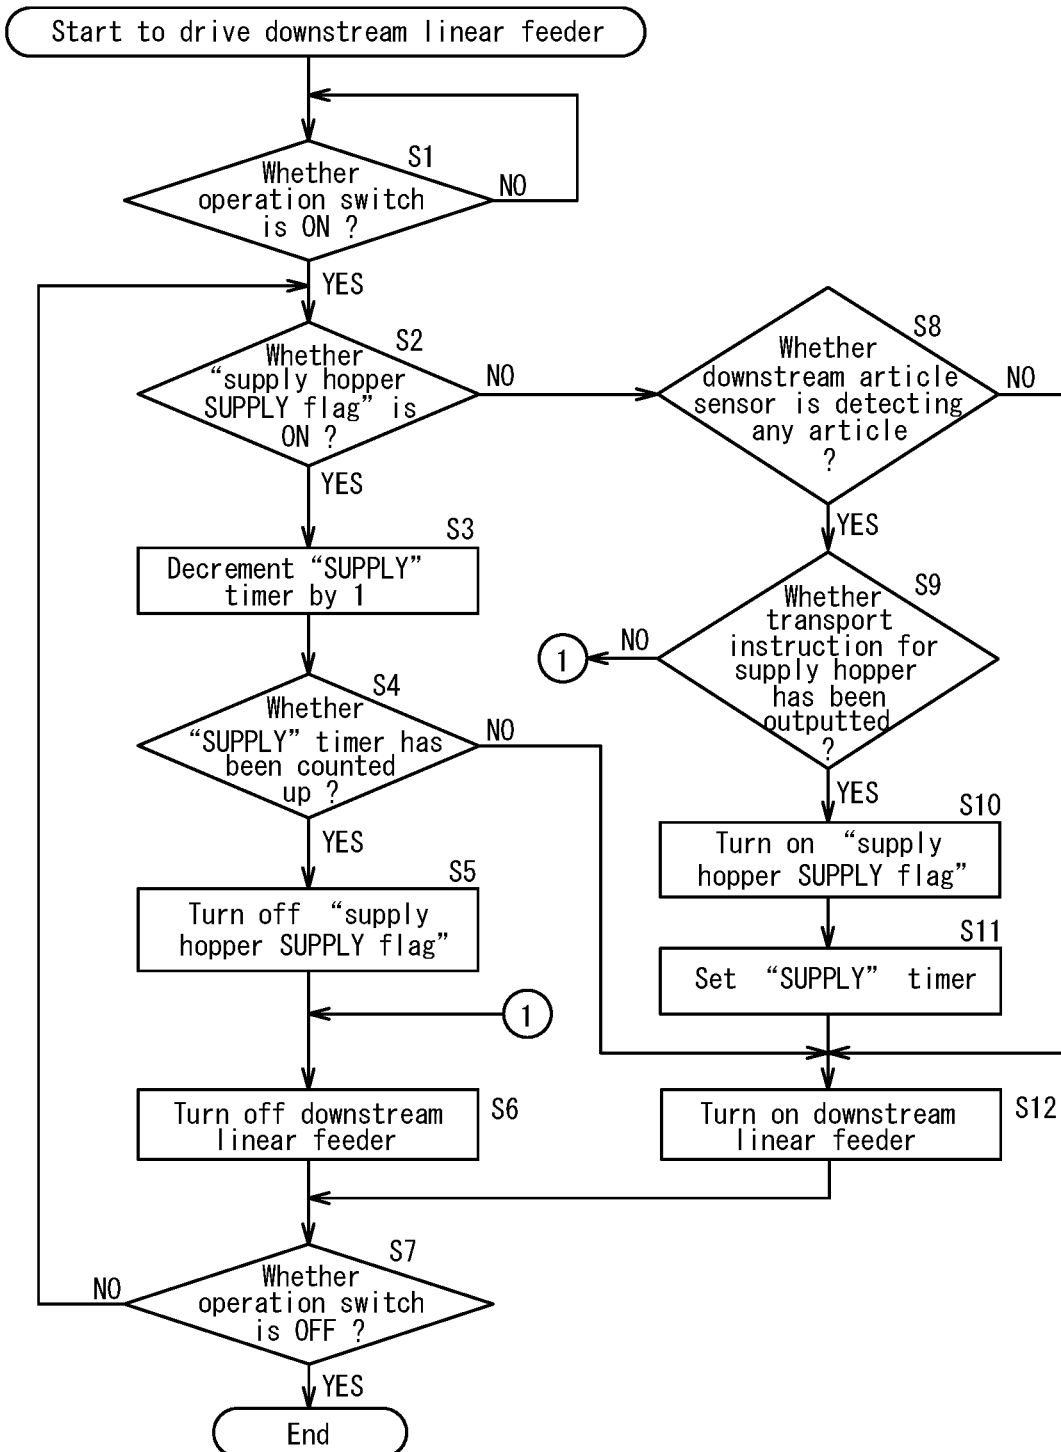 Start to drive downstream linear feeder
S1
Whether
operation switch
is ON ?
NO
YES
S2
Whether
“supply hopper
SUPPLY flag” is
ON ?
NO
YES
S3
Decrement “SUPPLY”
timer by 1
S4
Whether
“SUPPLY” timer has
been counted
up ?
NO
YES
S5
Turn off “supply
hopper SUPPLY flag”
1
S6
Turn off downstream
linear feeder
S7
Whether
operation switch
is OFF ?
NO
YES
End
S8
Whether
downstream article
sensor is detecting
any article
?
NO
YES
S9
Whether
transport
instruction for
supply hopper
has been
outputted
?
NO
1
YES
S10
Turn on “supply
hopper SUPPLY flag”
S11
Set “SUPPLY” timer
S12
Turn on downstream
linear feeder